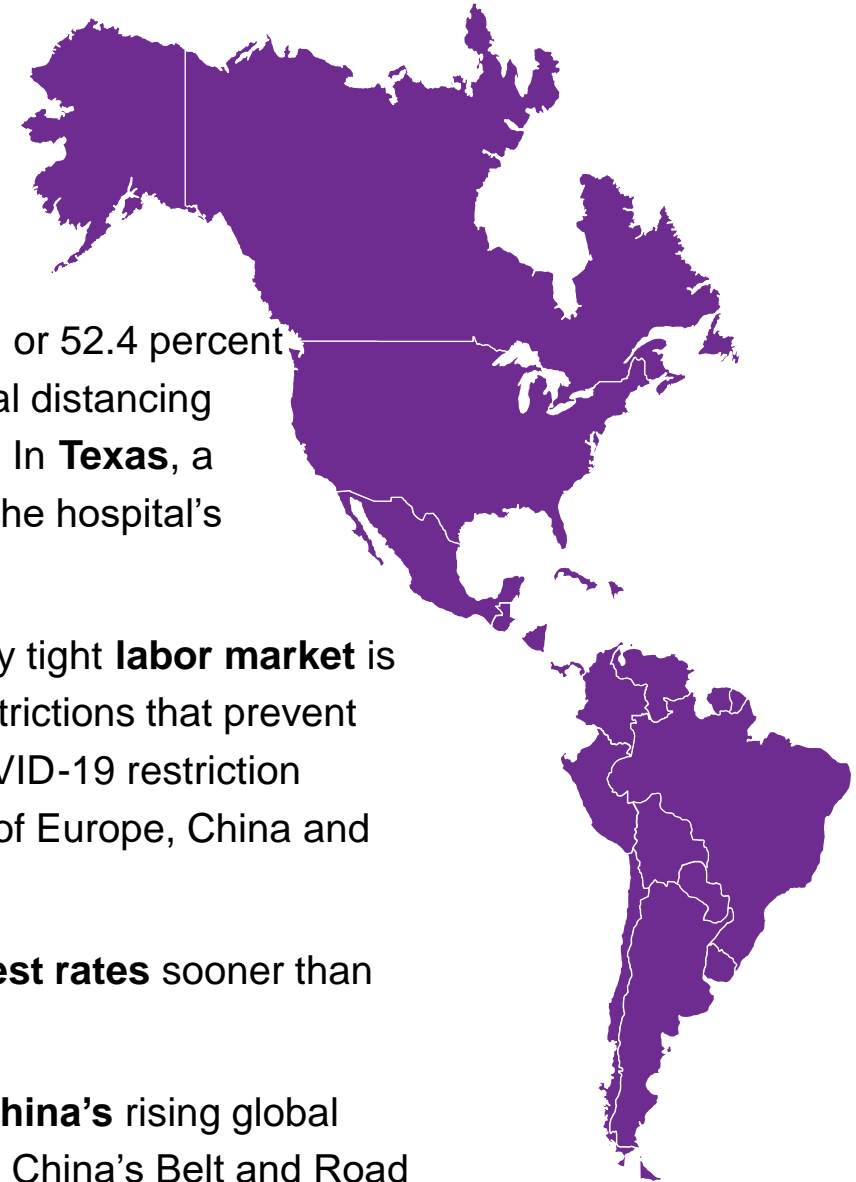 or 52.4 percent
al distancing
In Texas, a
he hospital’s
y tight labor market is
trictions that prevent
VID-19 restriction
of Europe, China and
est rates sooner than
hina’s rising global
China’s Belt and Road